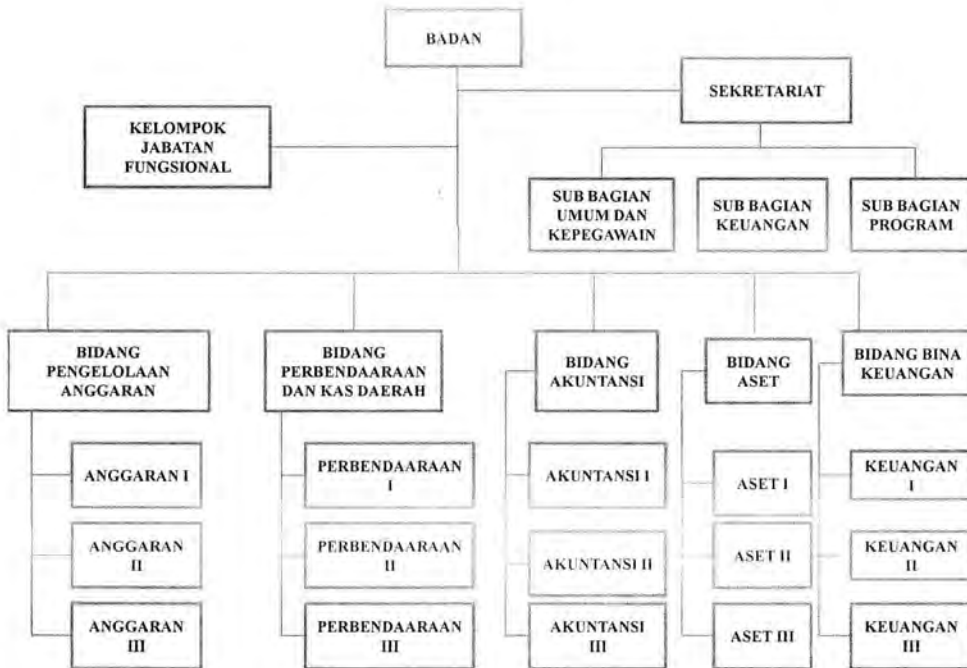 BADAN
SEKRETARIAT
KELOMPOK
JABATAN
FUNGSIONAL
SUB BAGIAN
UMUM DAN
KEPEGAWAIN
SUB BAGIAN
KEUANGAN
SUB BAGIAN
PROGRAM
BIDANG
PENGELOLAAN
ANGGARAN
BIDANG
PERBENDAARAAN
DAN KAS DAERAH
BIDANG
AKUNTANSI
BIDANG
ASET
BIDANG BINA
KEUANGAN
ANGGARAN I
ANGGARAN
II
ANGGARAN
III
PERBENDAARAAN
I
PERBENDAARAAN
II
PERBENDAARAAN
III
AKUNTANSI I
AKUNTANSI II
AKUNTANSI
III
ASET I
ASET II
ASET III
KEUANGAN
I
KEUANGAN
II
KEUANGAN
III